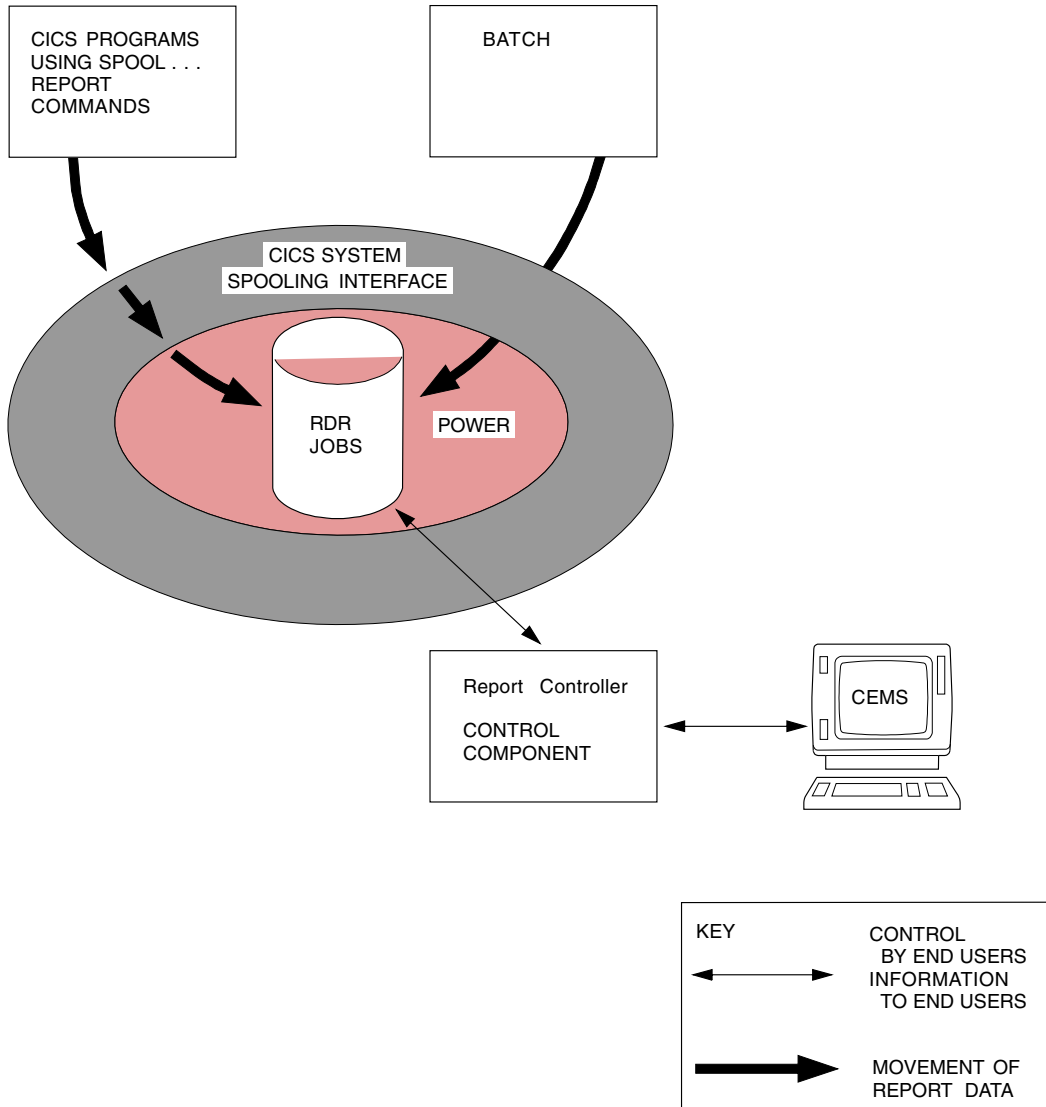 CICS PROGRAMS
USING SPOOL . . .
REPORT
COMMANDS
BATCH
CICS SYSTEM
SPOOLING INTERFACE
RDR
JOBS
POWER
Report Controller
CONTROL
COMPONENT
CEMS
KEY
CONTROL
BY END USERS
INFORMATION
TO END USERS
MOVEMENT OF
REPORT DATA